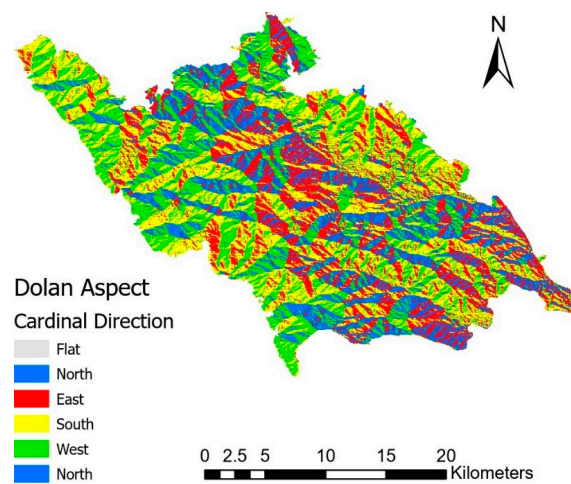 N
Dolan Aspect
Cardinal Direction
Flat
North
East
South
West
North
0 2.5 5 10 15 20
Kilometers